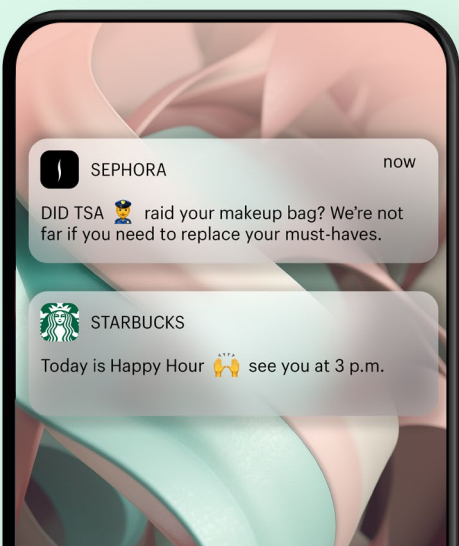 SEPHORA
now
DID TSA 👮 raid your makeup bag? We're not
far if you need to replace your must-haves.
STARBUCKS
Today is Happy Hour 🙌 see you at 3 p.m.